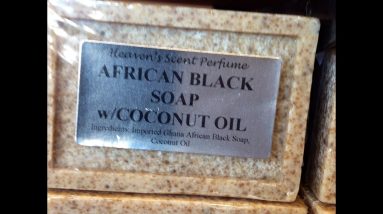 Heaven's Scent Perfume
AFRICAN BLACK
SOAP
w/COCONUT OIL
Ingredients: Imported Ghana African Black Soap,
Coconut Oil